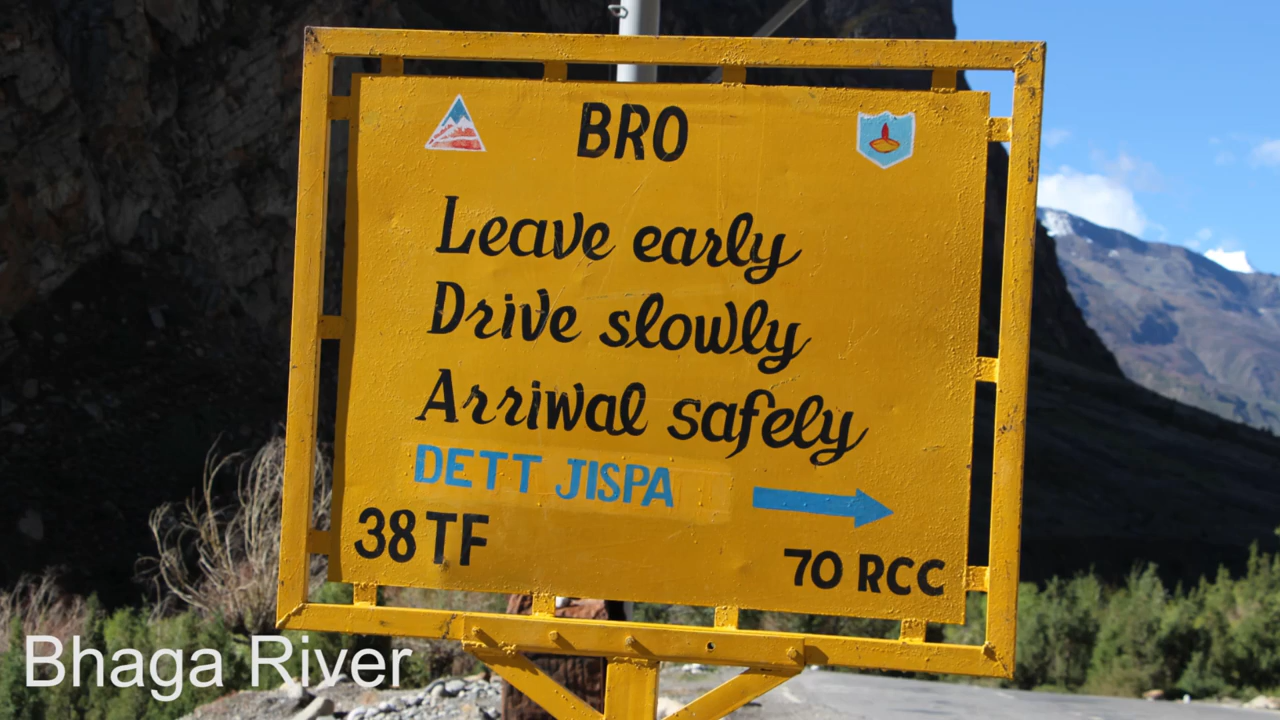 BRO
Leave early
Drive slowly
Arriwal safely
DETT JISPA
38 TF
70 RCC
Bhaga River